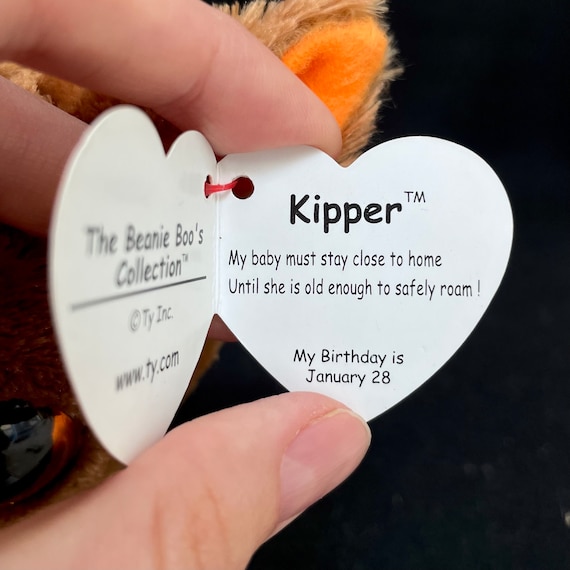 The Beanie Boo's
Collection™
© Ty Inc.
www.ty.com
Kipper™
My baby must stay close to home
Until she is old enough to safely roam !
My Birthday is
January 28